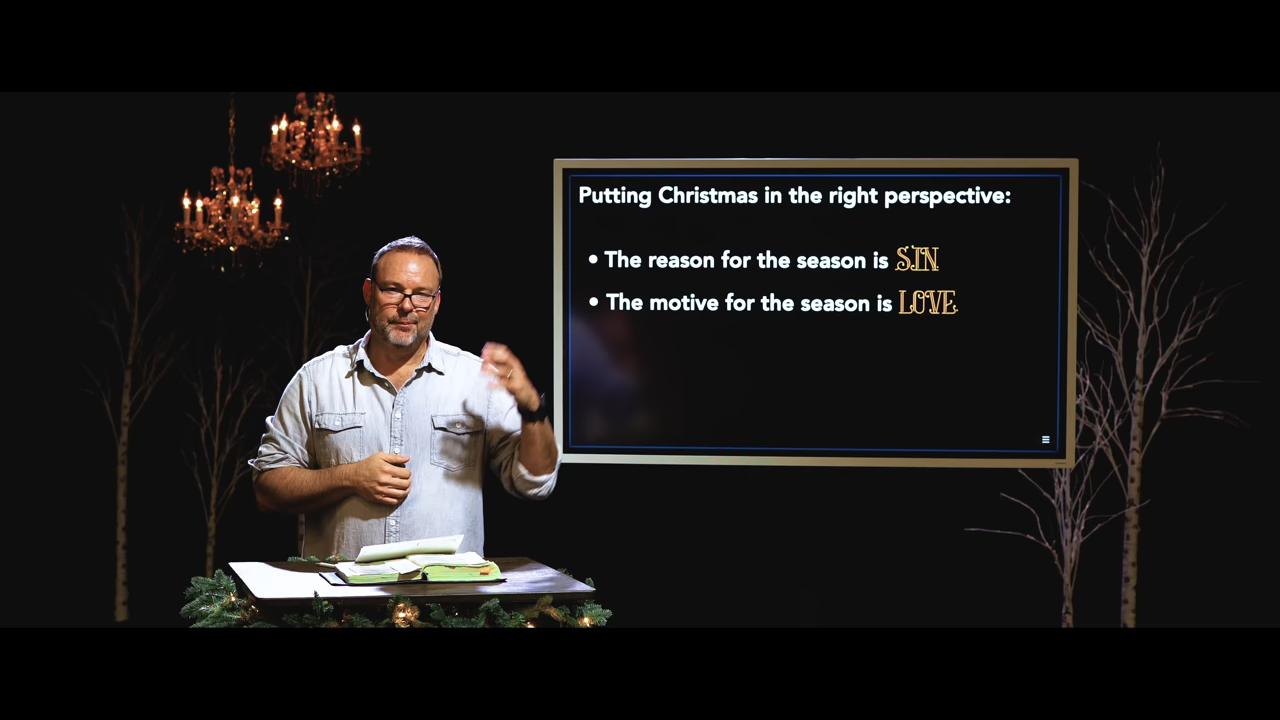 Putting Christmas in the right perspective:
• The reason for the season is SIN
• The motive for the season is LOVE